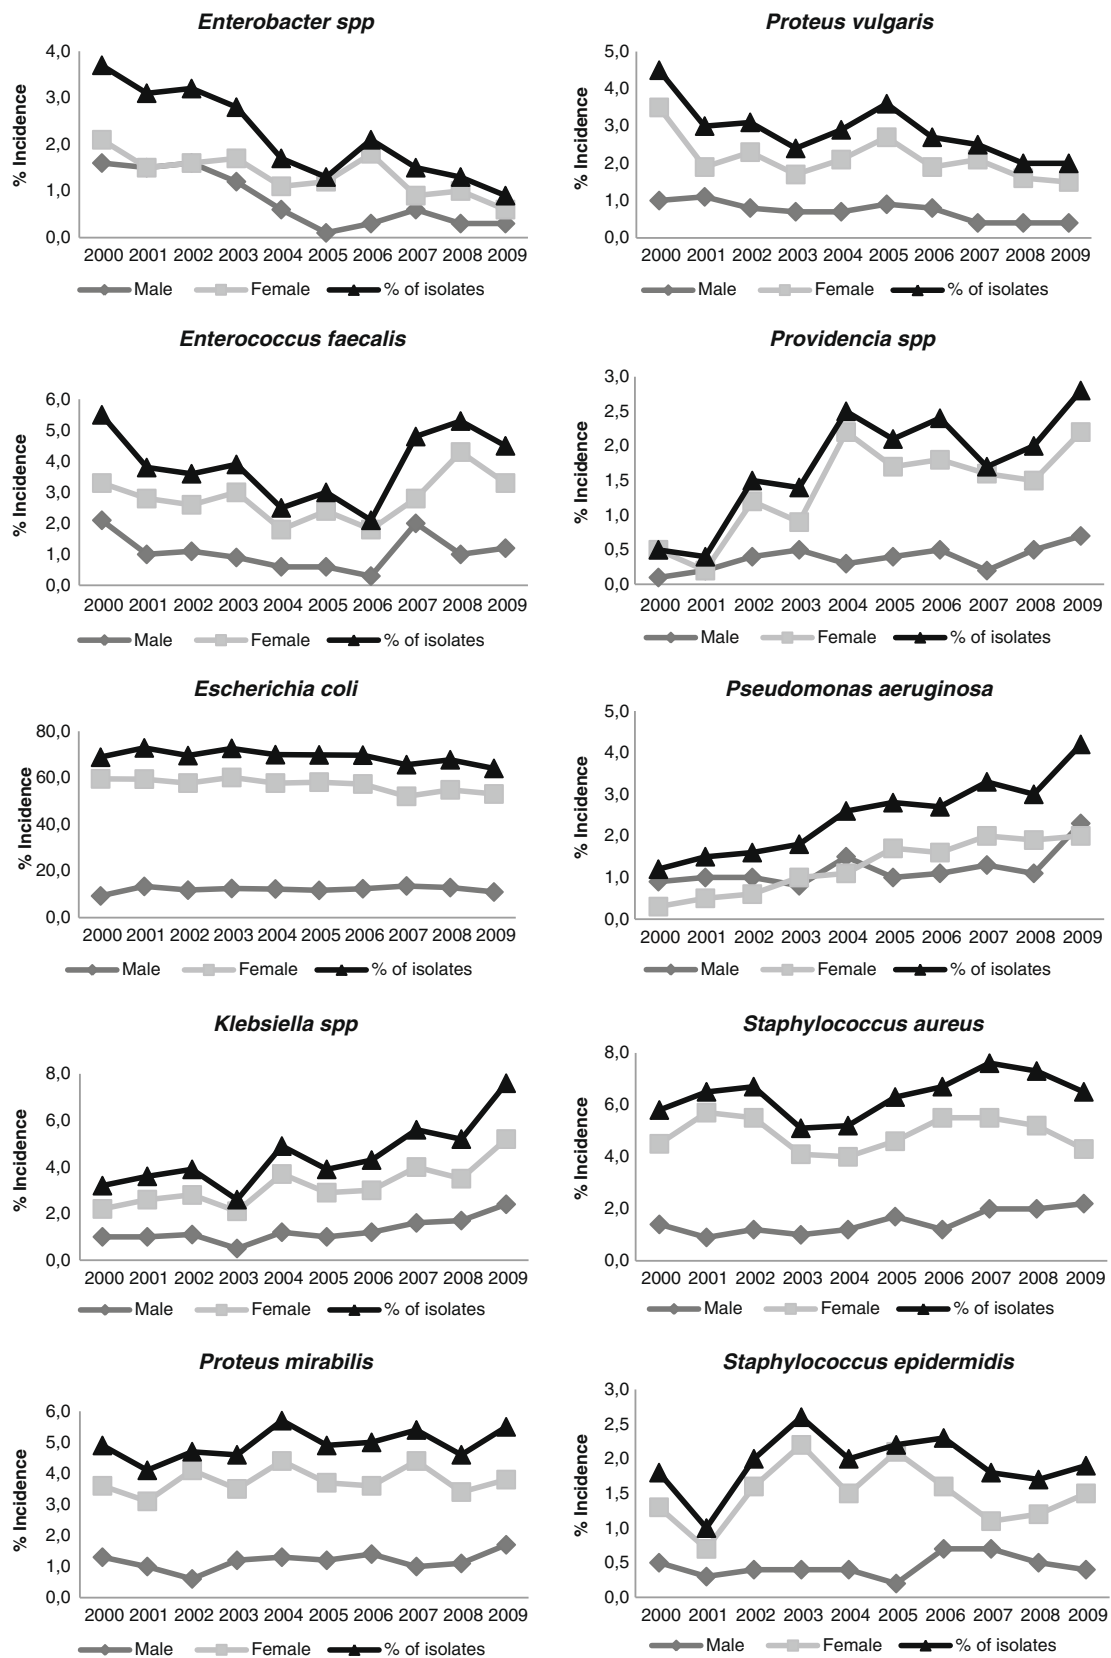 Enterobacter spp
% Incidence
4,0
3,0
2,0
1,0
0,0
2000 2001 2002 2003 2004 2005 2006 2007 2008 2009
Male Female % of isolates
Proteus vulgaris
% Incidence
5,0
4,0
3,0
2,0
1,0
0,0
2000 2001 2002 2003 2004 2005 2006 2007 2008 2009
Male Female % of isolates
Enterococcus faecalis
% Incidence
6,0
5,0
4,0
3,0
2,0
1,0
0,0
2000 2001 2002 2003 2004 2005 2006 2007 2008 2009
Male Female % of isolates
Providencia spp
% Incidence
3,0
2,5
2,0
1,5
1,0
0,5
0,0
2000 2001 2002 2003 2004 2005 2006 2007 2008 2009
Male Female % of isolates
Escherichia coli
% Incidence
80,0
60,0
40,0
20,0
0,0
2000 2001 2002 2003 2004 2005 2006 2007 2008 2009
Male Female % of isolates
Pseudomonas aeruginosa
% Incidence
5,0
4,0
3,0
2,0
1,0
0,0
2000 2001 2002 2003 2004 2005 2006 2007 2008 2009
Male Female % of isolates
Klebsiella spp
% Incidence
8,0
6,0
4,0
2,0
0,0
2000 2001 2002 2003 2004 2005 2006 2007 2008 2009
Male Female % of isolates
Staphylococcus aureus
% Incidence
8,0
6,0
4,0
2,0
0,0
2000 2001 2002 2003 2004 2005 2006 2007 2008 2009
Male Female % of isolates
Proteus mirabilis
% Incidence
6,0
5,0
4,0
3,0
2,0
1,0
0,0
2000 2001 2002 2003 2004 2005 2006 2007 2008 2009
Male Female % of isolates
Staphylococcus epidermidis
% Incidence
3,0
2,5
2,0
1,5
1,0
0,5
0,0
2000 2001 2002 2003 2004 2005 2006 2007 2008 2009
Male Female % of isolates